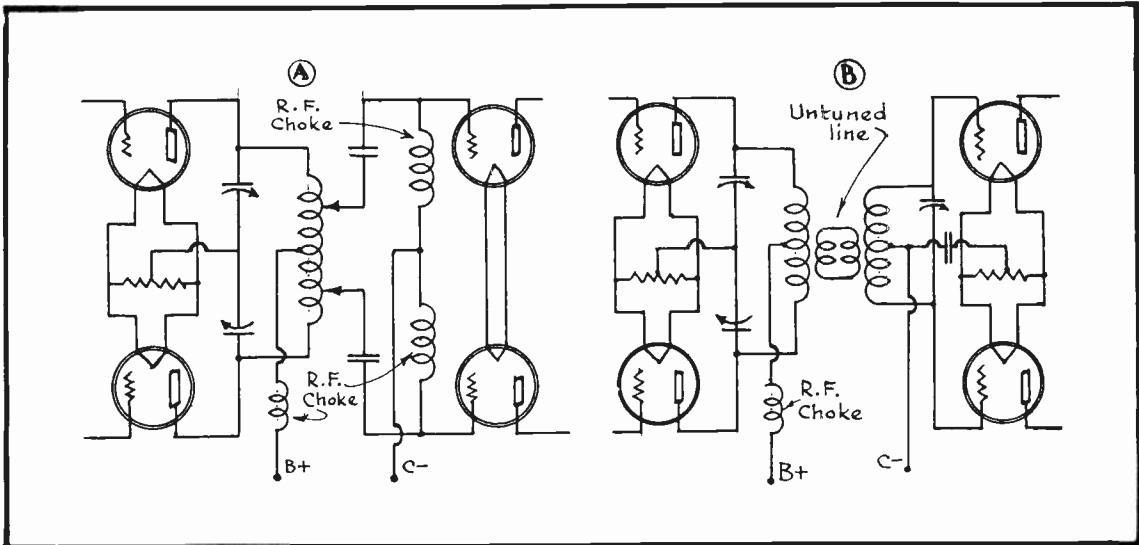 A
R.F.
Choke
R.F.
Choke
B+
C-
B
Untuned
line
R.F.
Choke
B+
C-